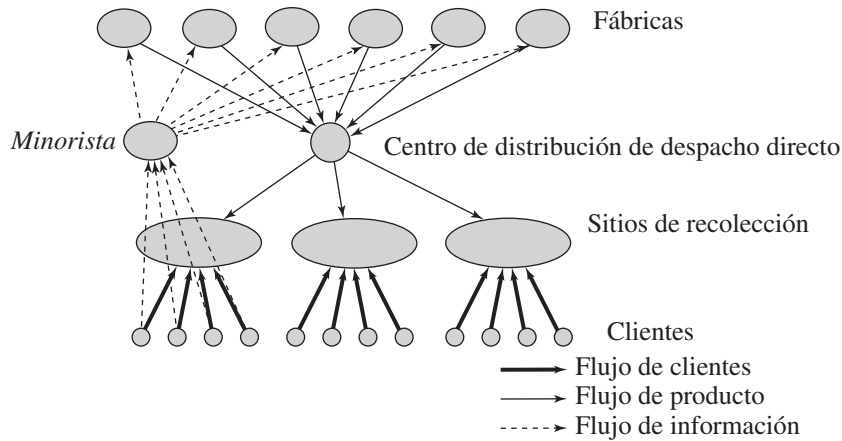 Fábricas
Minorista
Centro de distribución de despacho directo
Sitios de recolección
Clientes
Flujo de clientes
Flujo de producto
Flujo de información